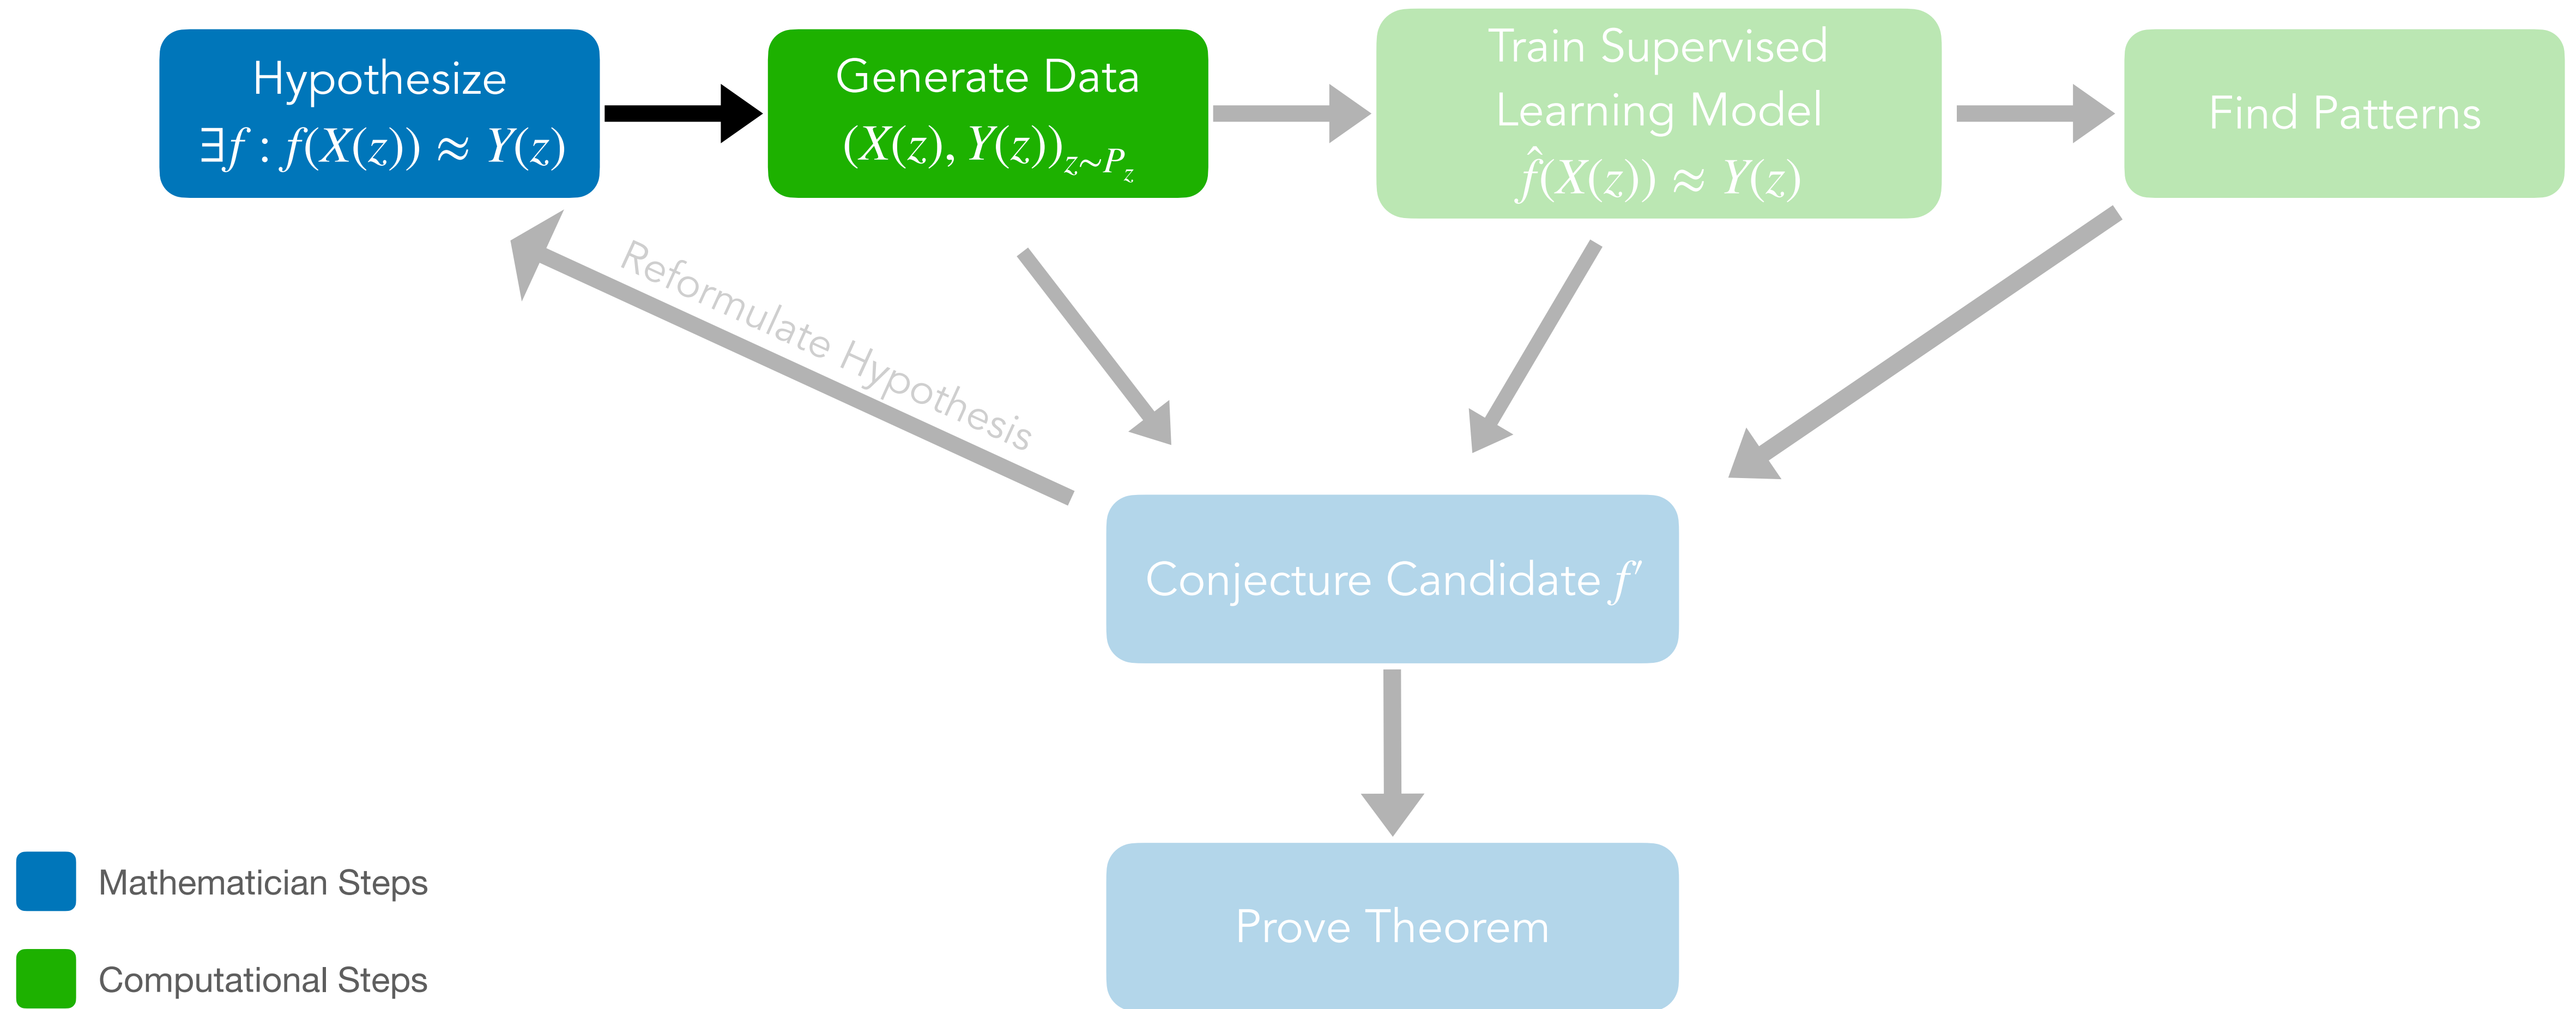 Hypothesize
∃f : f(X(z)) ≈ Y(z)
Generate Data
(X(z), Y(z))_{z∼P_z}
Train Supervised
Learning Model
f̂(X(z)) ≈ Y(z)
Find Patterns
Reformulate Hypothesis
Conjecture Candidate f′
Prove Theorem
Mathematician Steps
Computational Steps